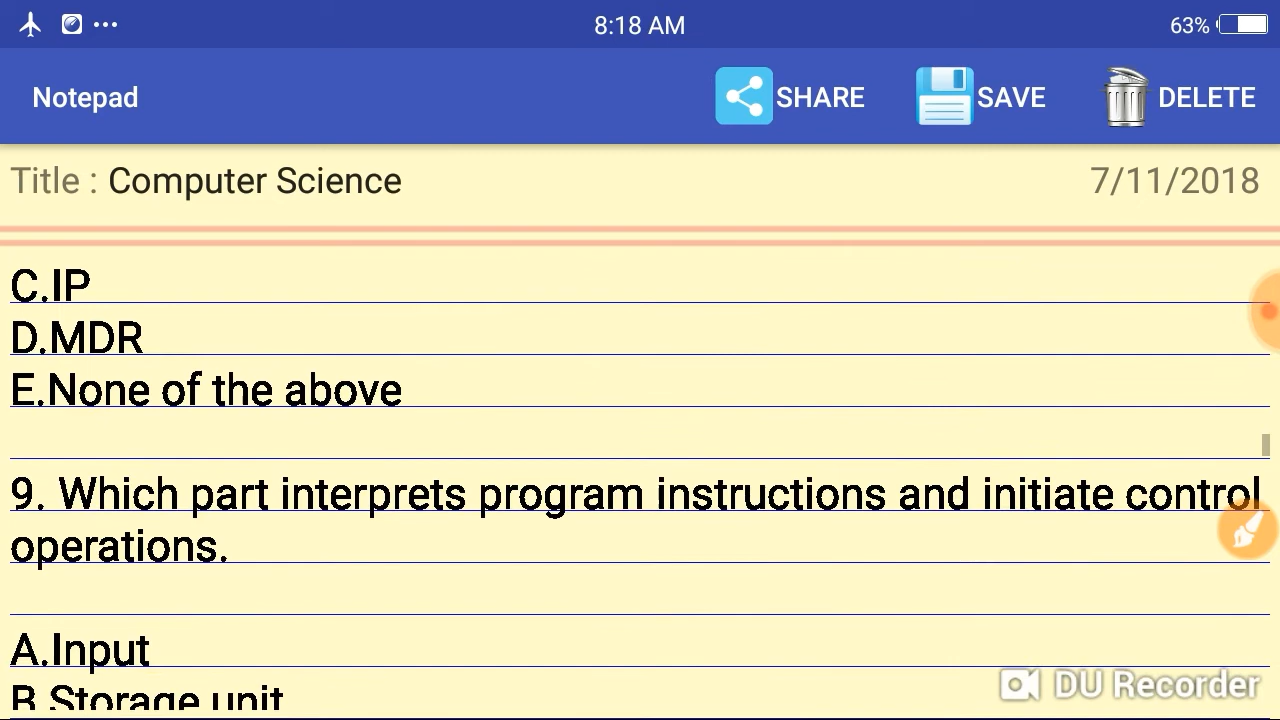 8:18 AM
63%
Notepad
SHARE
SAVE
DELETE
Title : Computer Science
7/11/2018
C.IP
D.MDR
E.None of the above
9. Which part interprets program instructions and initiate control
operations.
A.Input
B.Storage unit
DU Recorder